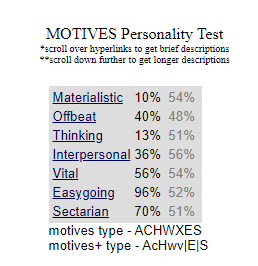 MOTIVES Personality Test
*scroll over hyperlinks to get brief descriptions
**scroll down further to get longer descriptions
Materialistic 10% 54%
Offbeat 40% 48%
Thinking 13% 51%
Interpersonal 36% 56%
Vital 56% 54%
Easygoing 96% 52%
Sectarian 70% 51%
motives type - ACHWXES
motives+ type - AcHwv|E|S